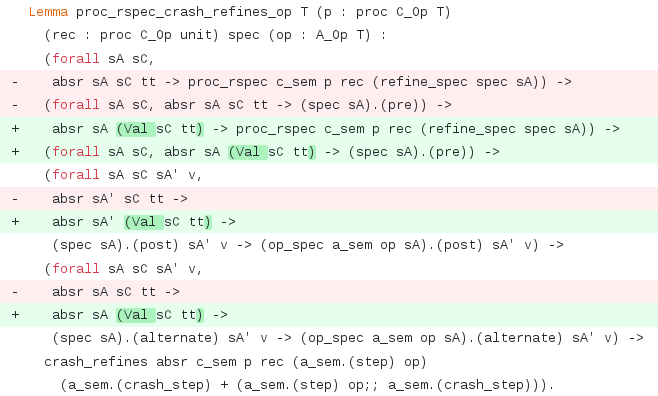 Lemma proc_rspec_crash_refines_op T (p : proc C_Op T)
(rec : proc C_Op unit) spec (op : A_Op T) :
(forall sA sC,
- absr sA sC tt -> proc_rspec c_sem p rec (refine_spec spec sA)) ->
- (forall sA sC, absr sA sC tt -> (spec sA).(pre)) ->
+ absr sA (Val sC tt) -> proc_rspec c_sem p rec (refine_spec spec sA)) ->
+ (forall sA sC, absr sA (Val sC tt) -> (spec sA).(pre)) ->
(forall sA sC sA' v,
- absr sA' sC tt ->
+ absr sA' (Val sC tt) ->
(spec sA).(post) sA' v -> (op_spec a_sem op sA).(post) sA' v) ->
(forall sA sC sA' v,
- absr sA sC tt ->
+ absr sA (Val sC tt) ->
(spec sA).(alternate) sA' v -> (op_spec a_sem op sA).(alternate) sA' v) ->
crash_refines absr c_sem p rec (a_sem.(step) op)
(a_sem.(crash_step) + (a_sem.(step) op;; a_sem.(crash_step))).